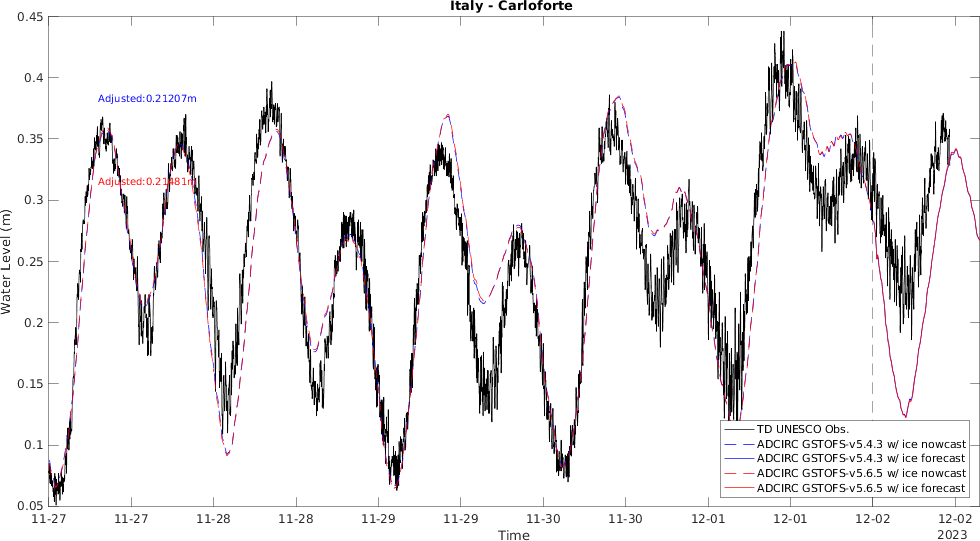 Italy - Carloforte
0.45
0.4
0.35
0.3
0.25
0.2
0.15
0.1
0.05
Water Level (m)
Adjusted:0.21207m
Adjusted:0.21481m
TD UNESCO Obs.
ADCIRC GSTOFS-v5.4.3 w/ ice nowcast
ADCIRC GSTOFS-v5.4.3 w/ ice forecast
ADCIRC GSTOFS-v5.6.5 w/ ice nowcast
ADCIRC GSTOFS-v5.6.5 w/ ice forecast
11-27 11-27 11-28 11-28 11-29 11-29 11-30 11-30 12-01 12-01 12-02 12-02
Time
2023